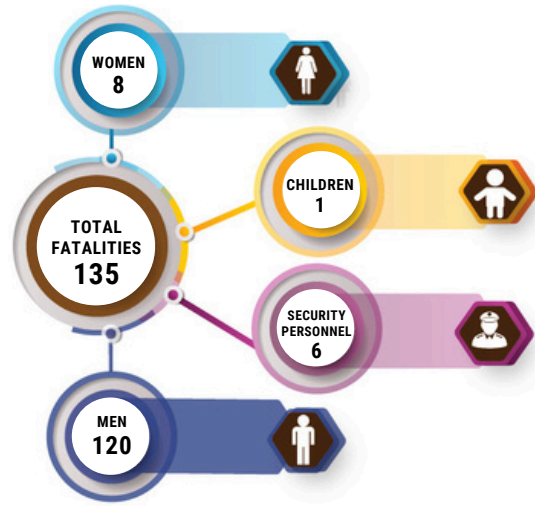 WOMEN
8
CHILDREN
1
TOTAL
FATALITIES
135
SECURITY
PERSONNEL
6
MEN
120